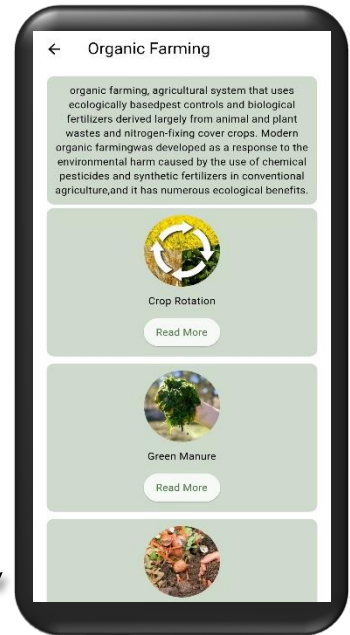 Organic Farming
organic farming, agricultural system that uses
ecologically basedpest controls and biological
fertilizers derived largely from animal and plant
wastes and nitrogen-fixing cover crops. Modern
organic farmingwas developed as a response to the
environmental harm caused by the use of chemical
pesticides and synthetic fertilizers in conventional
agriculture,and it has numerous ecological benefits.
Crop Rotation
Read More
Green Manure
Read More